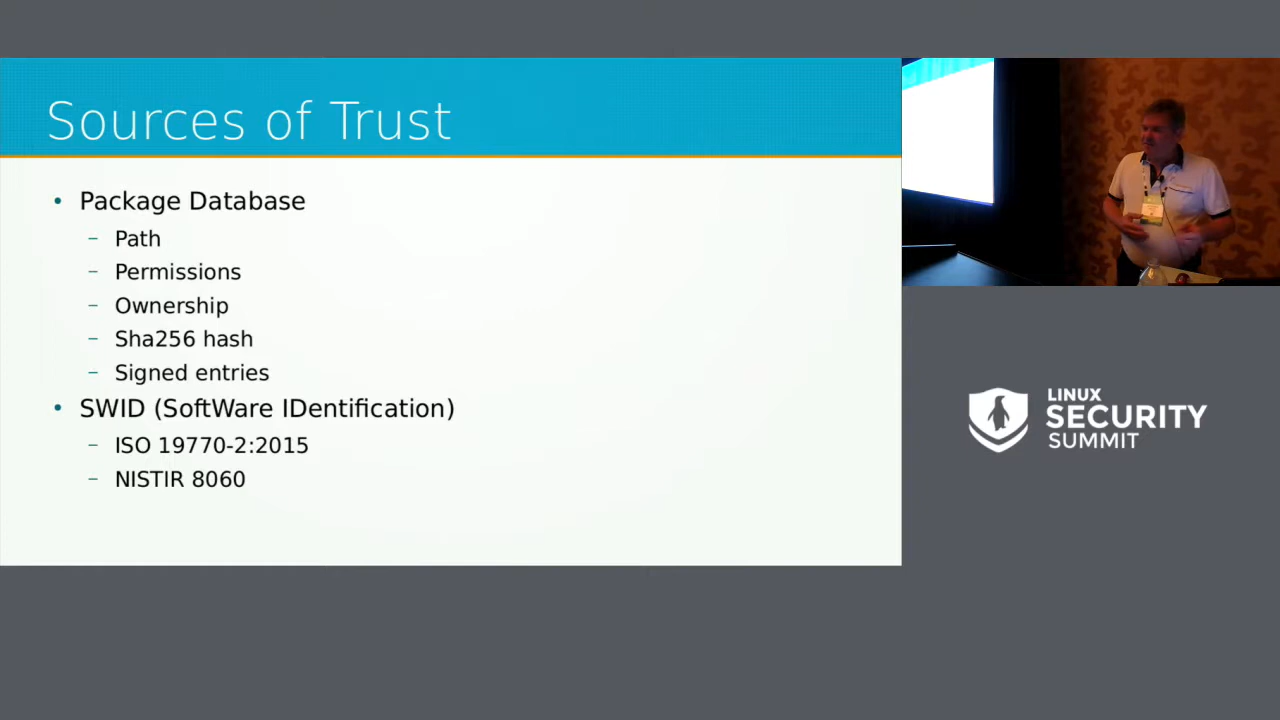 Sources of Trust
• Package Database
– Path
– Permissions
– Ownership
– Sha256 hash
– Signed entries
• SWID (SoftWare IDentification)
– ISO 19770-2:2015
– NISTIR 8060
LINUX
SECURITY
SUMMIT